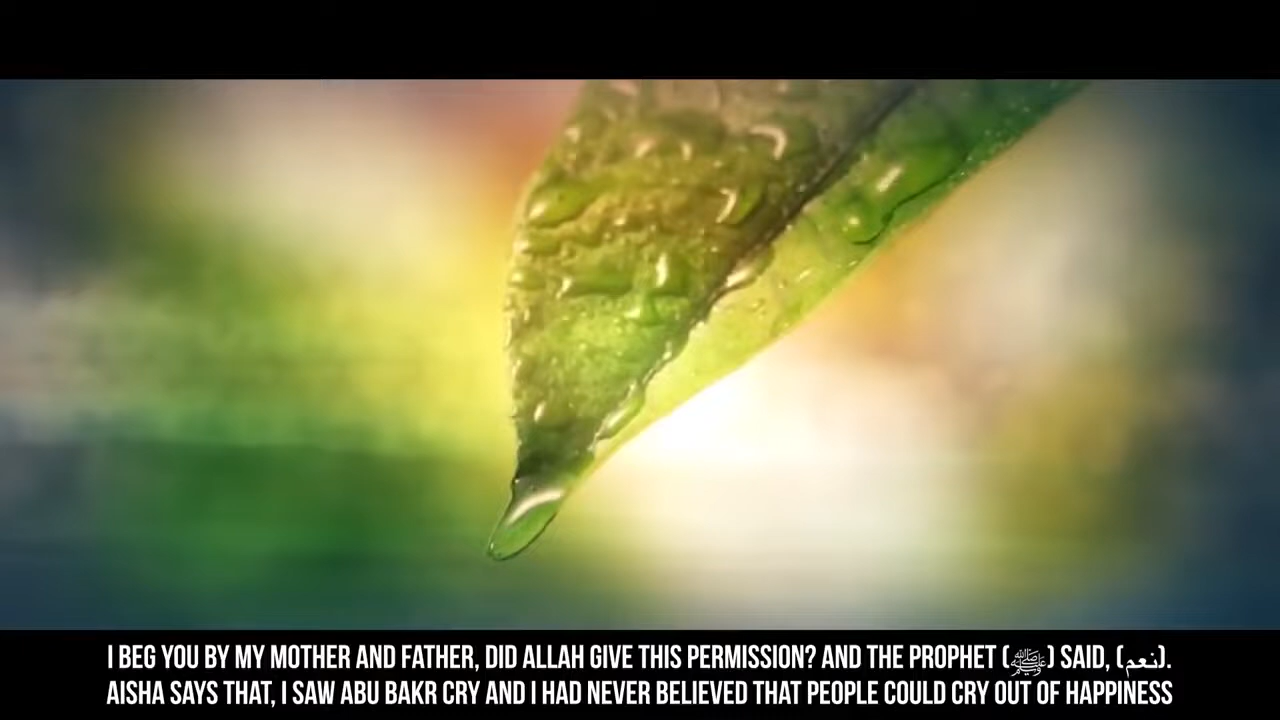 I BEG YOU BY MY MOTHER AND FATHER, DID ALLAH GIVE THIS PERMISSION? AND THE PROPHET (ﷺ) SAID, (نعم).
AISHA SAYS THAT, I SAW ABU BAKR CRY AND I HAD NEVER BELIEVED THAT PEOPLE COULD CRY OUT OF HAPPINESS